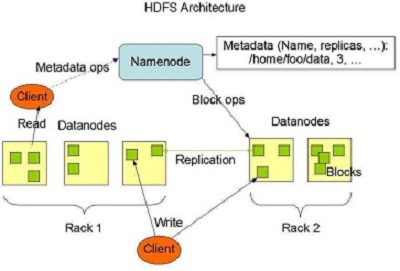 HDFS Architecture
Metadata (Name, replicas, ...):
/home/foo/data, 3, ...
Namenode
Metadata ops
Client
Block ops
Read
Datanodes
Datanodes
Replication
Blocks
Rack 1
Write
Rack 2
Client